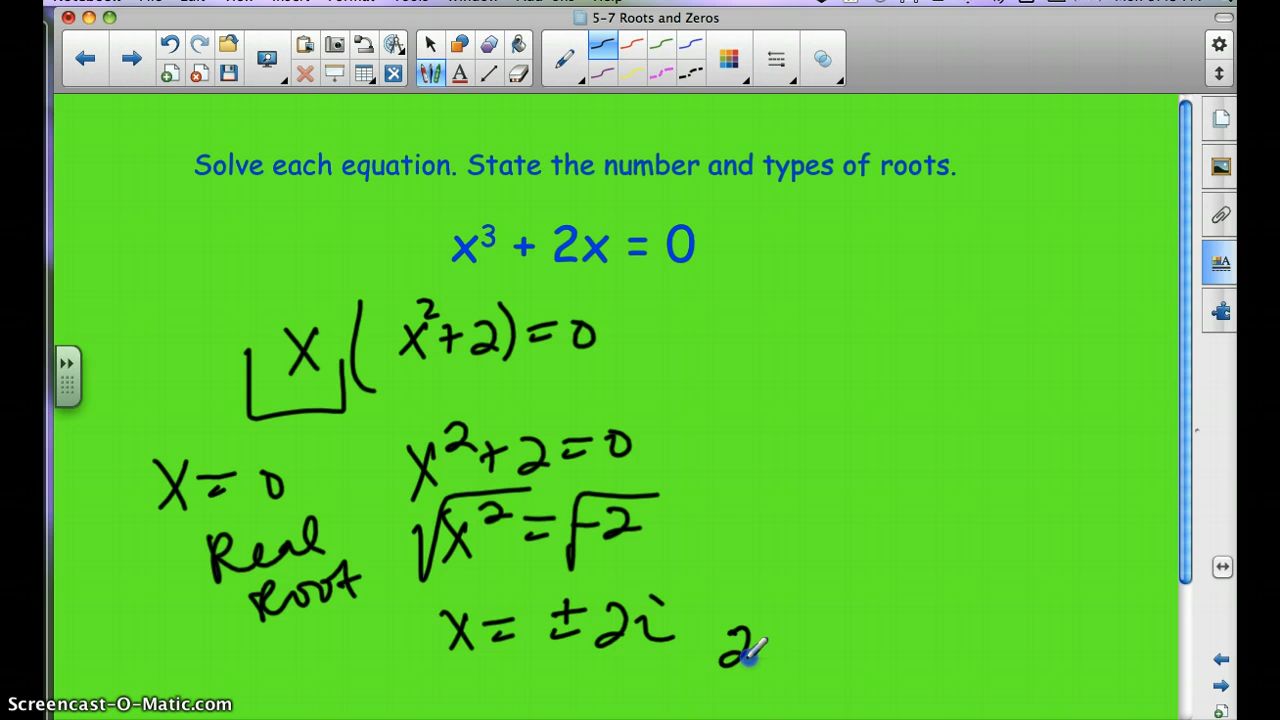 5-7 Roots and Zeros
Solve each equation. State the number and types of roots.
x³ + 2x = 0
X ( x² + 2) = 0
X² + 2 = 0
X = 0
√x² = √-2
Real
Root
x = ± 2i
2
Screencast-O-Matic.com